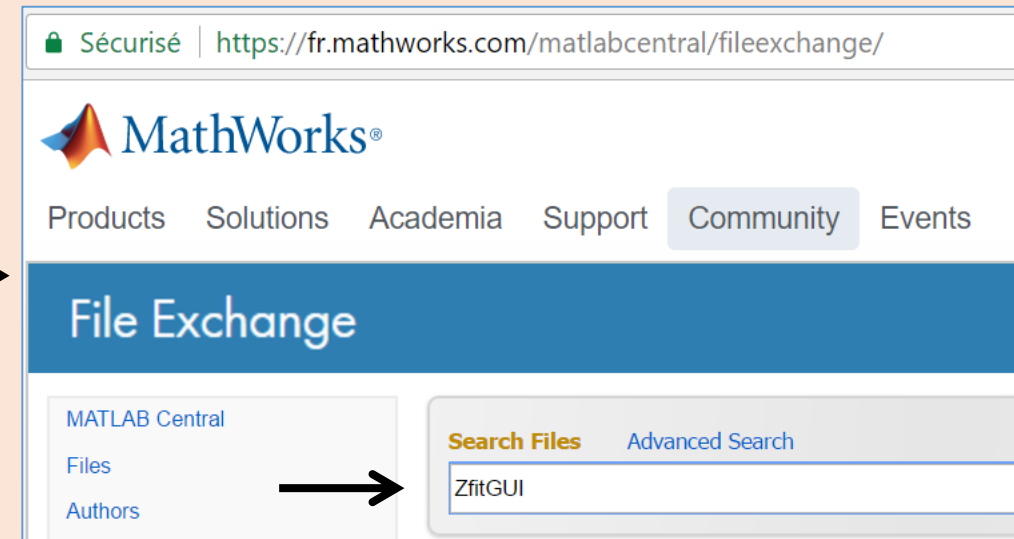 Sécurisé | https://fr.mathworks.com/matlabcentral/fileexchange/
MathWorks®
Products Solutions Academia Support Community Events
File Exchange
MATLAB Central
Files
Authors
Search Files Advanced Search
ZfitGUI